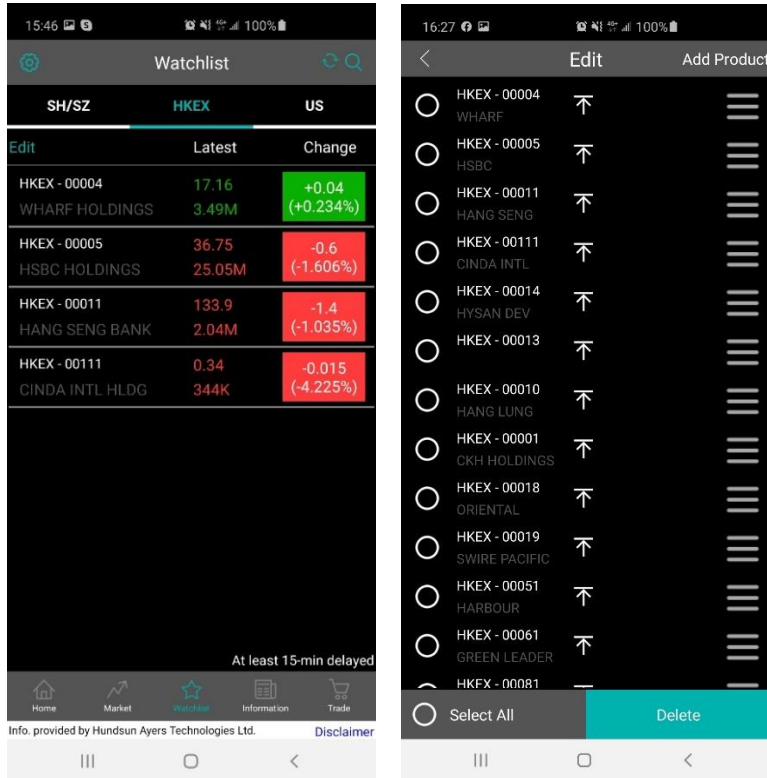 15:46 100%
Watchlist
SH/SZ HKEX US
Edit Latest Change
HKEX - 00004 17.16 +0.04
WHARF HOLDINGS 3.49M (+0.234%)
HKEX - 00005 36.75 -0.6
HSBC HOLDINGS 25.05M (-1.606%)
HKEX - 00011 133.9 -1.4
HANG SENG BANK 2.04M (-1.035%)
HKEX - 00111 0.34 -0.015
CINDA INTL HLDG 344K (-4.225%)
At least 15-min delayed
Home Market Watchlist Information Trade
Info. provided by Hundsun Ayers Technologies Ltd. Disclaimer
16:27 100%
Edit Add Product
HKEX - 00004
WHARF
HKEX - 00005
HSBC
HKEX - 00011
HANG SENG
HKEX - 00111
CINDA INTL
HKEX - 00014
HYSAN DEV
HKEX - 00013
HKEX - 00010
HANG LUNG
HKEX - 00001
CKH HOLDINGS
HKEX - 00018
ORIENTAL
HKEX - 00019
SWIRE PACIFIC
HKEX - 00051
HARBOUR
HKEX - 00061
GREEN LEADER
HKEX - 00081
Select All Delete